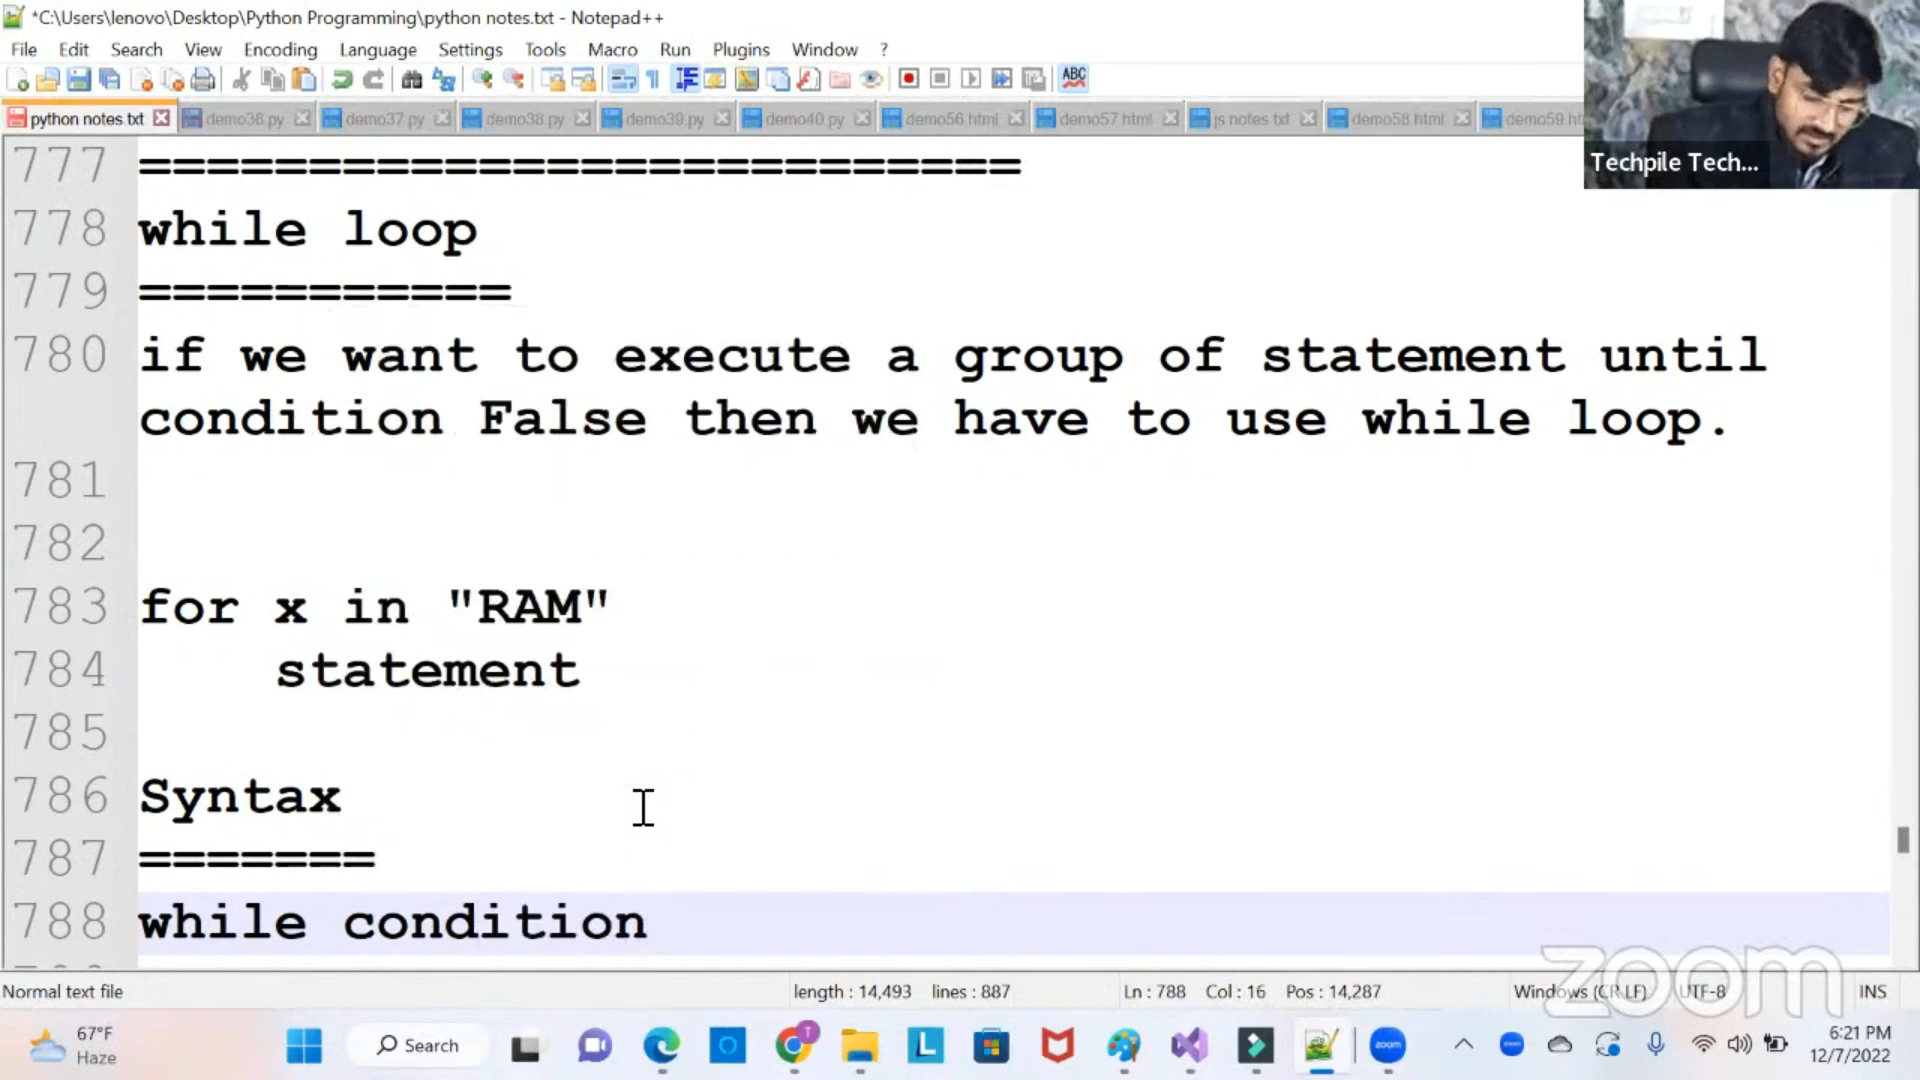 *C:\Users\lenovo\Desktop\Python Programming\python notes.txt - Notepad++
File Edit Search View Encoding Language Settings Tools Macro Run Plugins Window ?
ABC
python notes.txt demo36.py demo37.py demo38.py demo39.py demo40.py demo56.html demo57.html js notes.txt demo58.html demo59.ht
Techpile Tech...
777 ==========================
778 while loop
779 ===========
780 if we want to execute a group of statement until
condition False then we have to use while loop.
781
782
783 for x in "RAM"
784 statement
785
786 Syntax
787 =======
788 while condition
zoom
Normal text file length : 14,493 lines : 887 Ln : 788 Col : 16 Pos : 14,287 Windows (CR LF) UTF-8 INS
67°F
Haze
Search
T
L
zoom
6:21 PM
12/7/2022